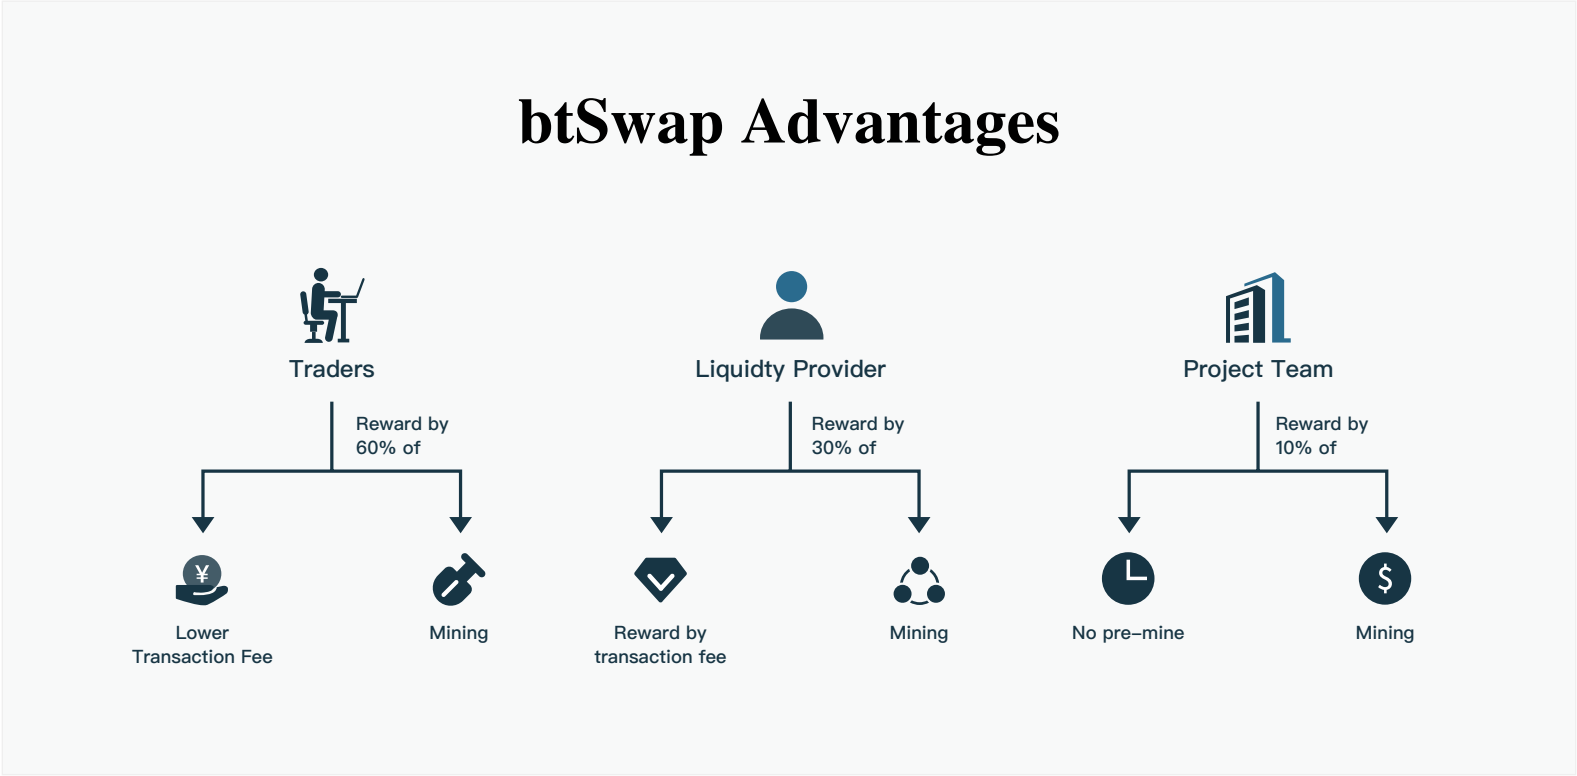 btSwap Advantages
Traders
Liquidty Provider
Project Team
Reward by
60% of
Reward by
30% of
Reward by
10% of
¥
$
Lower
Transaction Fee
Mining
Reward by
transaction fee
Mining
No pre-mine
Mining